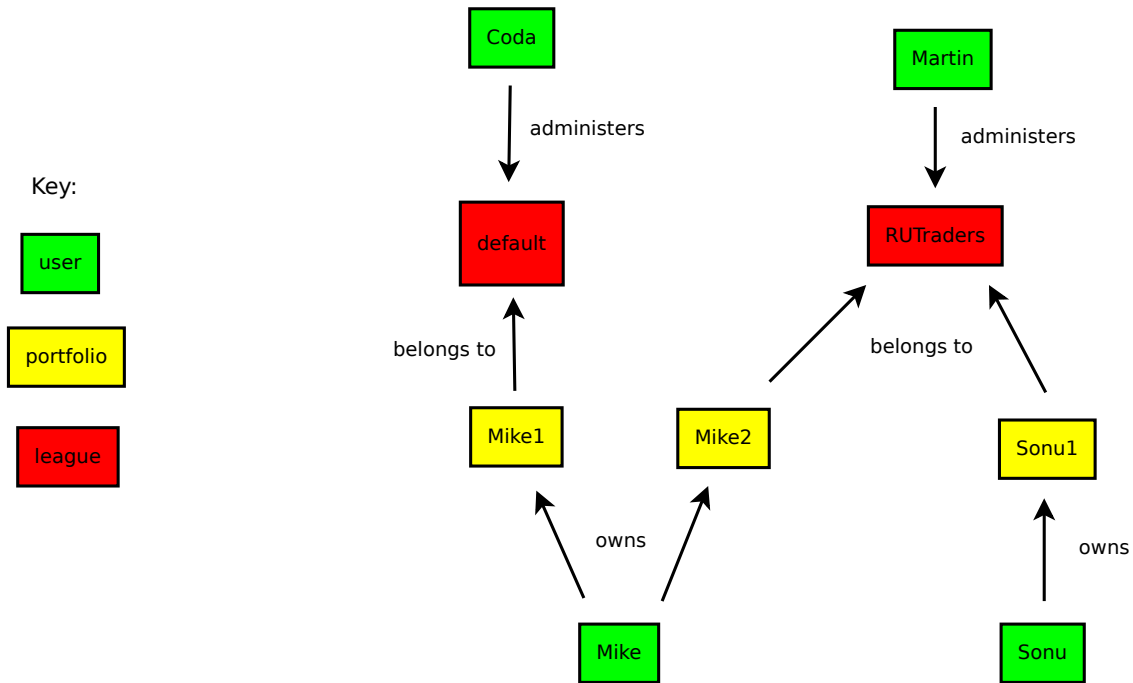 Coda
Martin
administers
administers
Key:
user
portfolio
league
default
RUTraders
belongs to
belongs to
Mike1
Mike2
Sonu1
owns
owns
Mike
Sonu